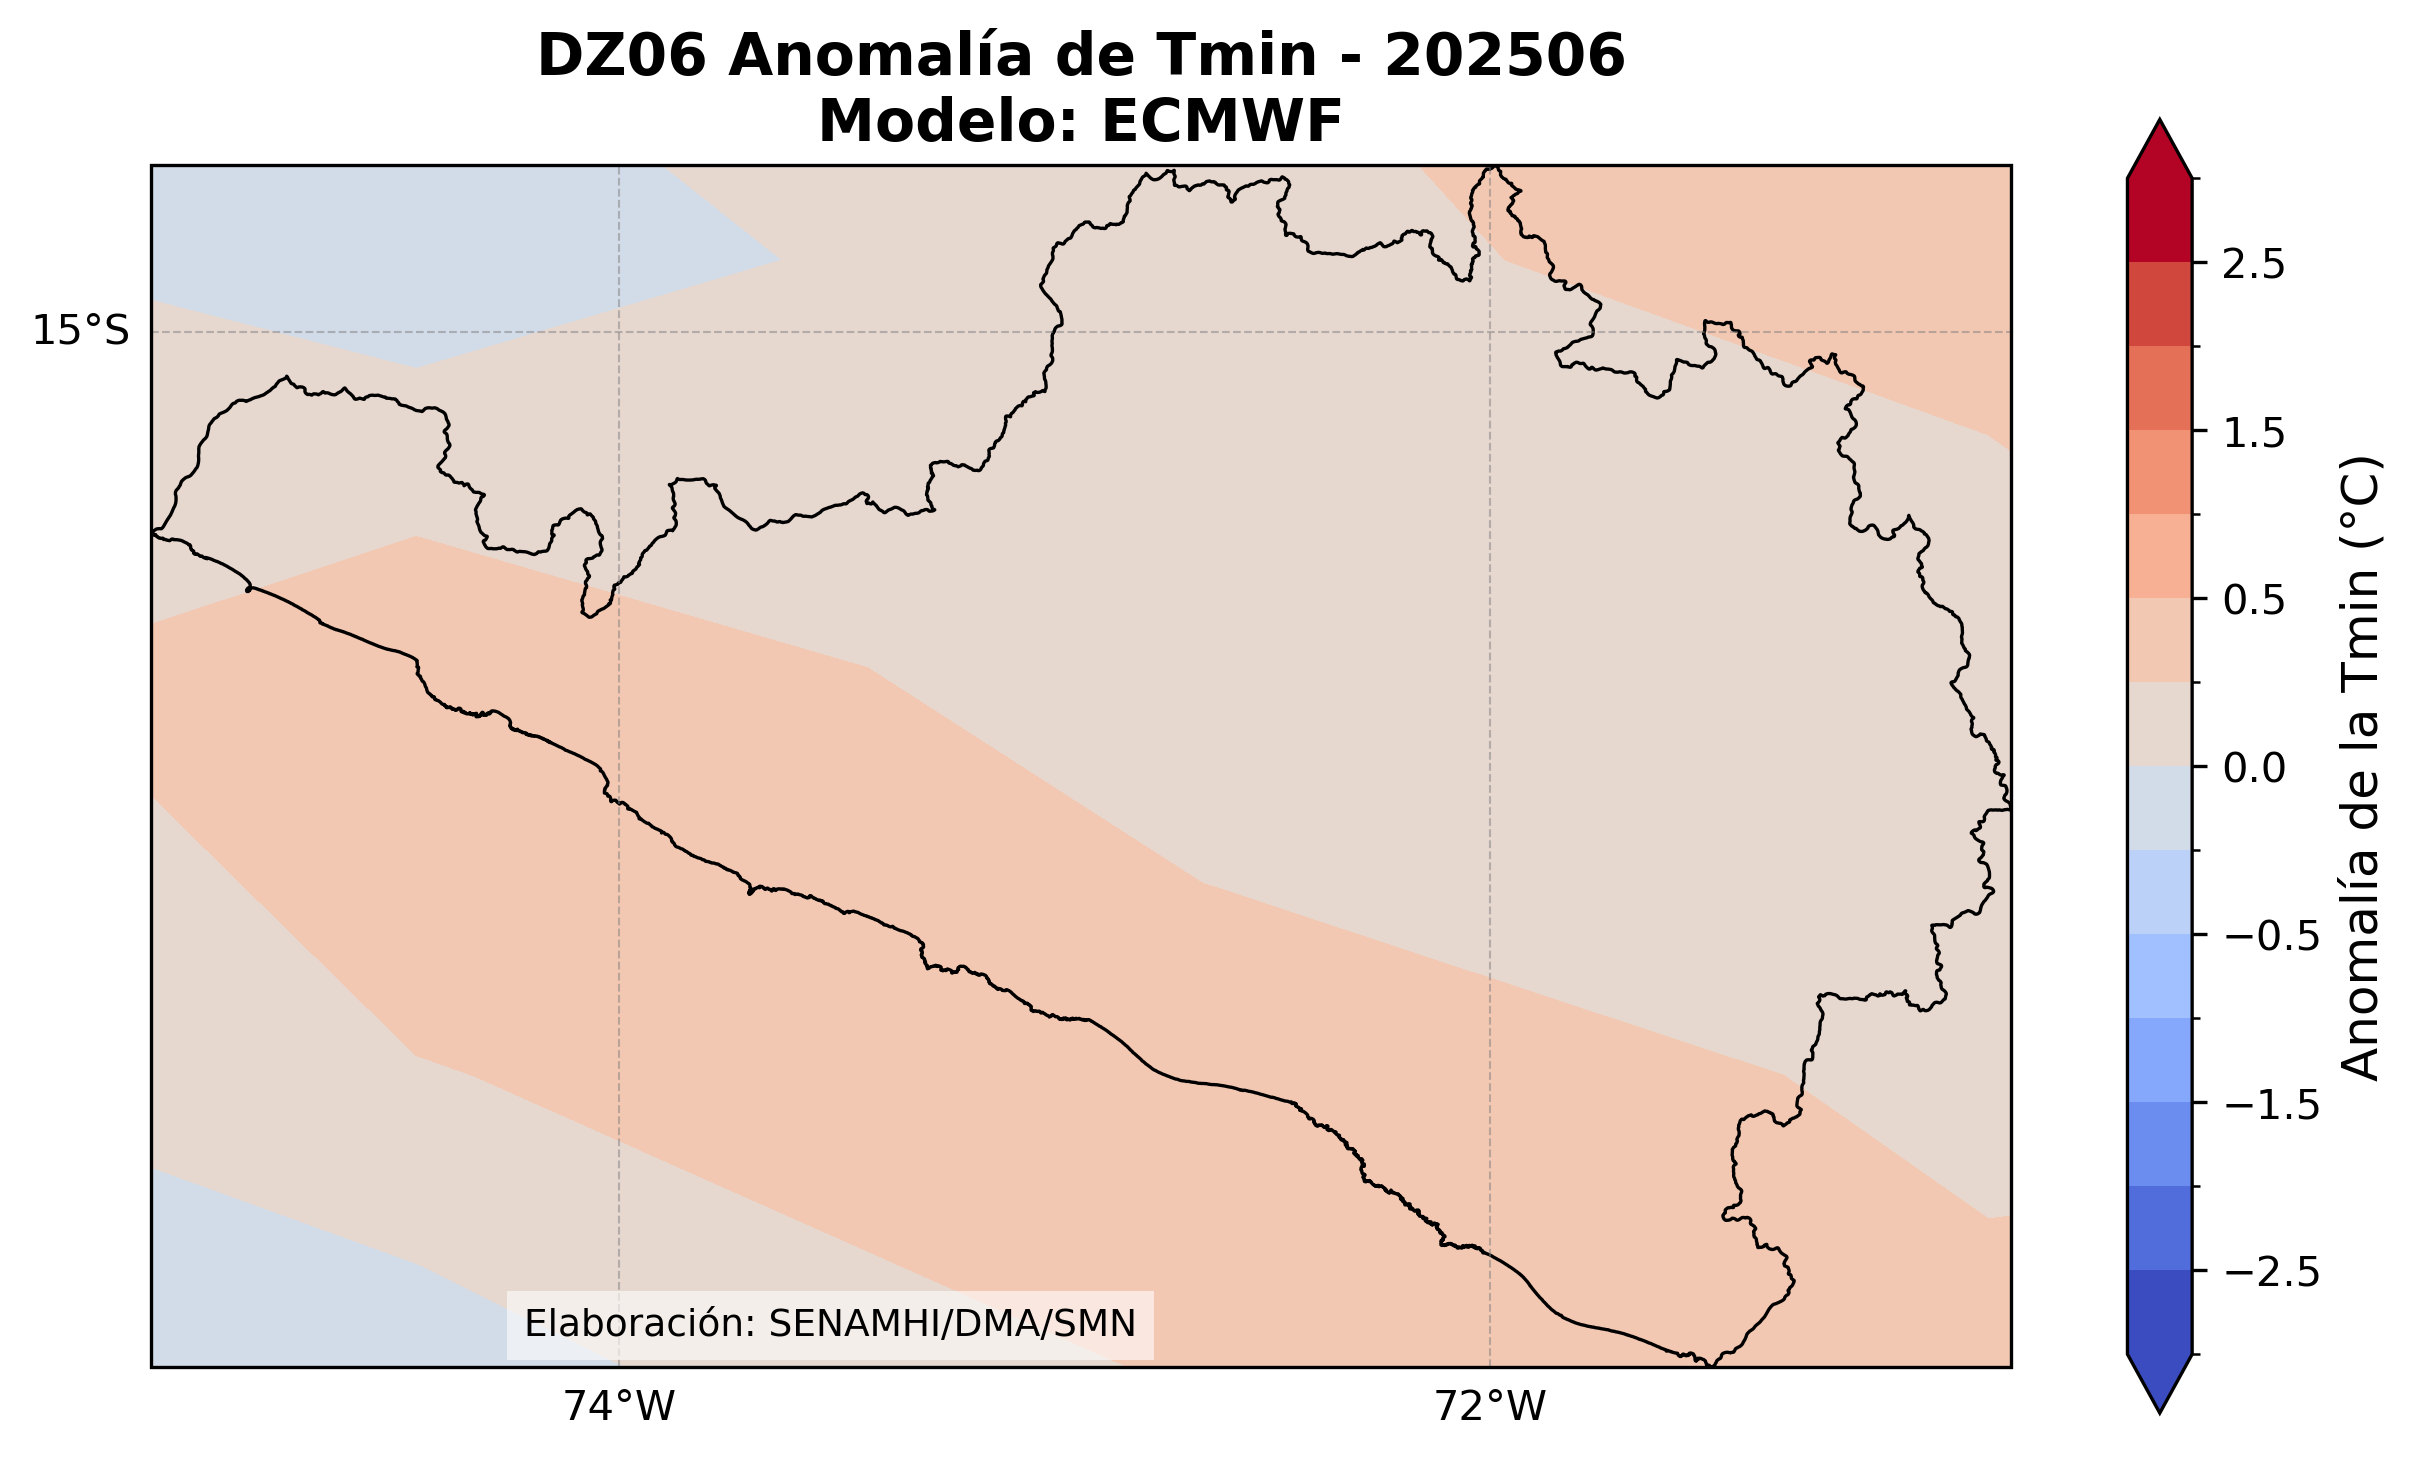 DZ06 Anomalía de Tmin - 202506
Modelo: ECMWF
15°S
74°W
72°W
Elaboración: SENAMHI/DMA/SMN
2.5
1.5
0.5
0.0
−0.5
−1.5
−2.5
Anomalía de la Tmin (°C)